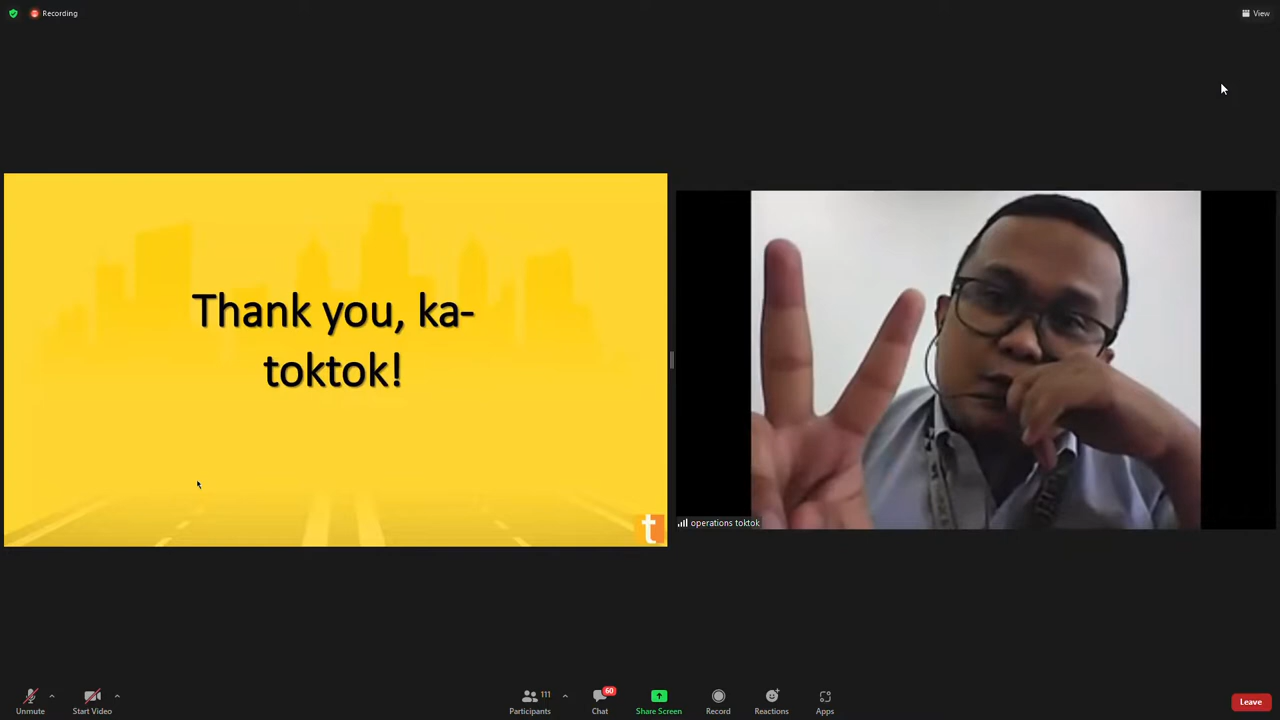 Recording
View
Thank you, ka-
toktok!
t
operations toktok
Unmute
Start Video
111
Participants
60
Chat
Share Screen
Record
Reactions
Apps
Leave